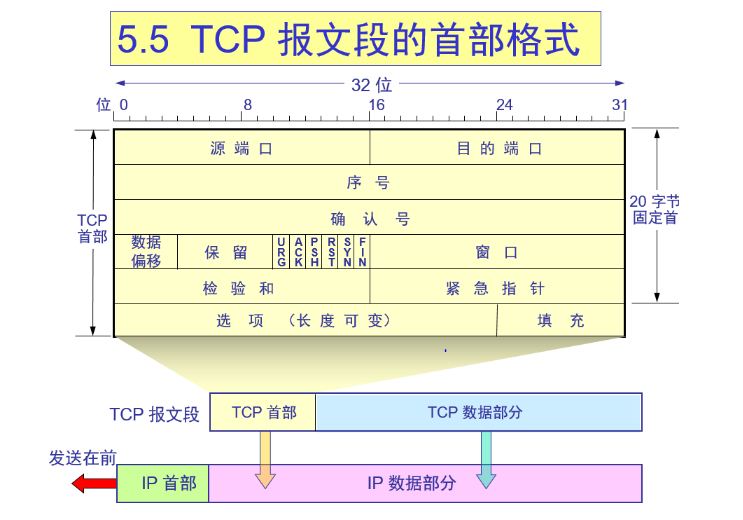 5.5 TCP 报文段的首部格式
32 位
位 0 8 16 24 31
源 端 口 目 的 端 口
序 号
确 认 号
TCP
首部
20 字节
固定首
数据
偏移
保 留
URG
ACK
PSH
RST
SYN
FIN
窗 口
检 验 和 紧 急 指 针
选 项 （长 度 可 变） 填 充
TCP 报文段 TCP 首部 TCP 数据部分
发送在前
IP 首部 IP 数据部分